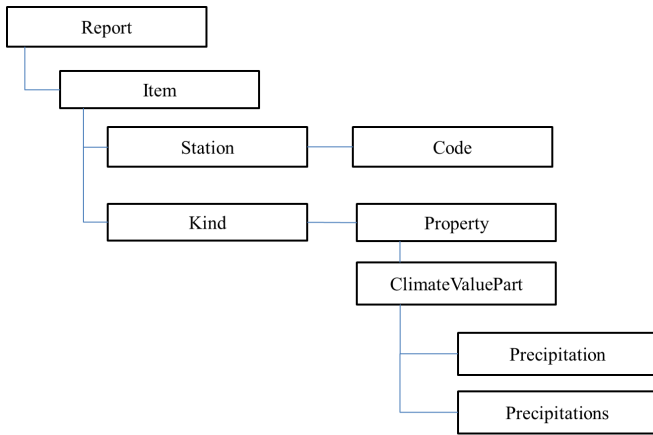 Report
Item
Station
Code
Kind
Property
ClimateValuePart
Precipitation
Precipitations